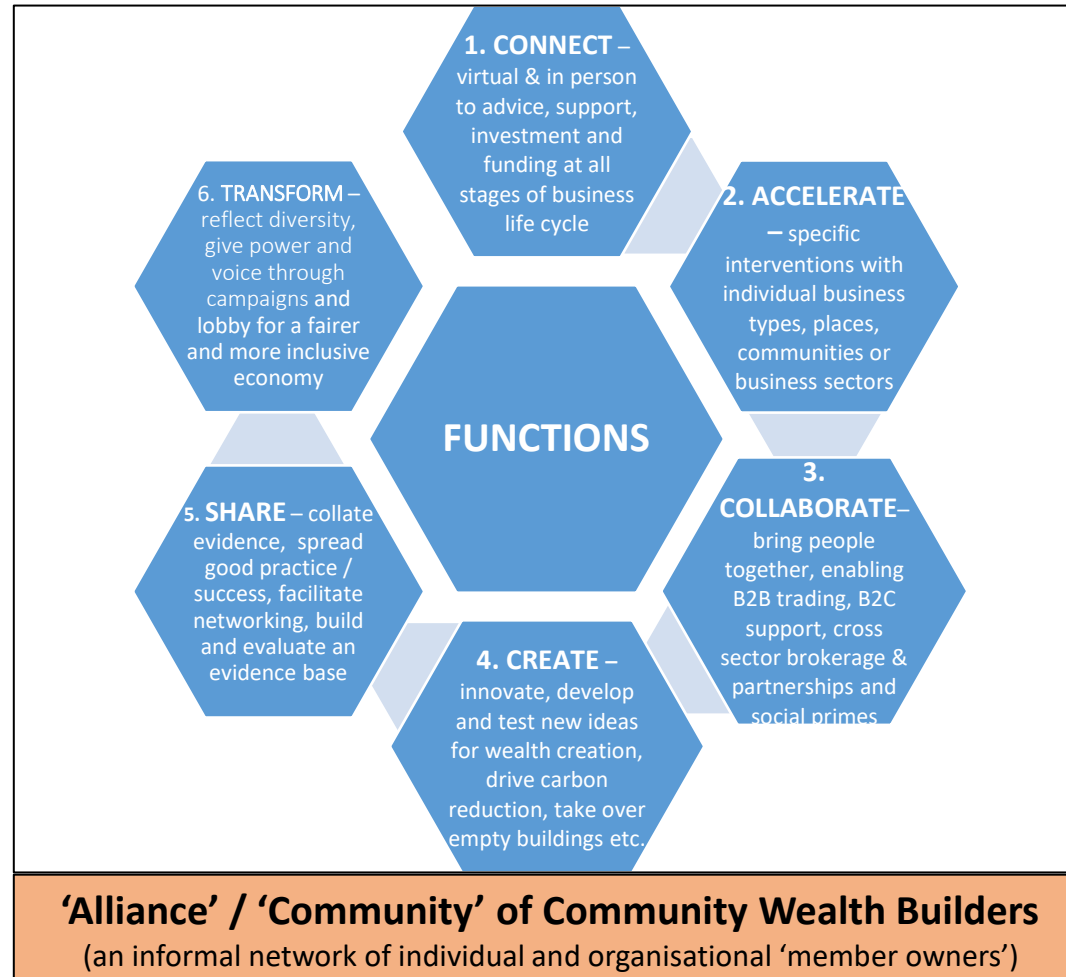 1. CONNECT –
virtual & in person
to advice, support,
investment and
funding at all
stages of business
life cycle
2. ACCELERATE
– specific
interventions with
individual business
types, places,
communities or
business sectors
3.
COLLABORATE–
bring people
together, enabling
B2B trading, B2C
support, cross
sector brokerage &
partnerships and
social primes
4. CREATE –
innovate, develop
and test new ideas
for wealth creation,
drive carbon
reduction, take over
empty buildings etc.
5. SHARE – collate
evidence, spread
good practice /
success, facilitate
networking, build
and evaluate an
evidence base
6. TRANSFORM –
reflect diversity,
give power and
voice through
campaigns and
lobby for a fairer
and more inclusive
economy
FUNCTIONS
‘Alliance’ / ‘Community’ of Community Wealth Builders
(an informal network of individual and organisational ‘member owners’)